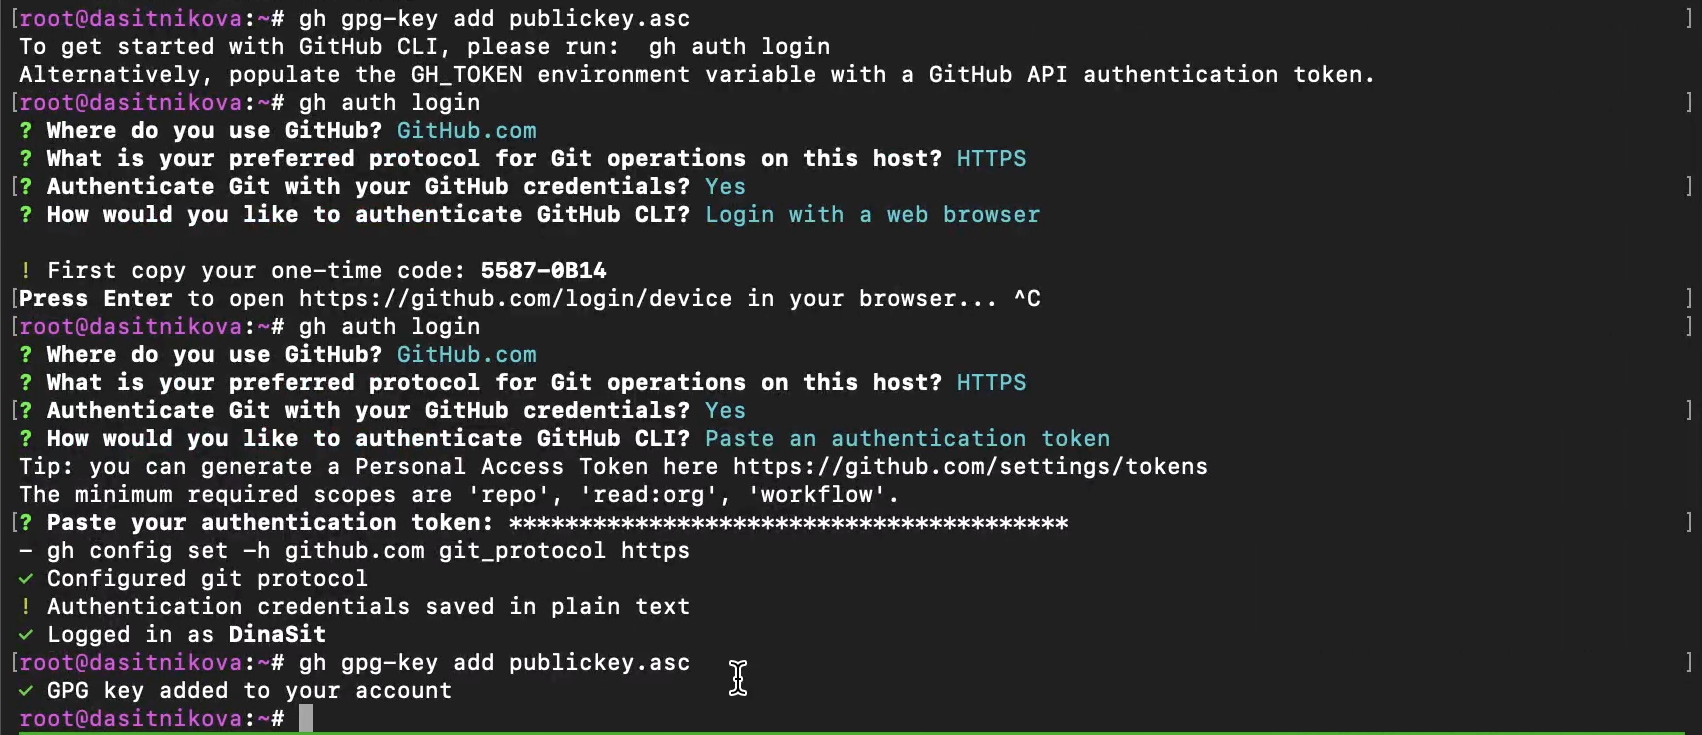 [root@dasitnikova:~# gh gpg-key add publickey.asc ]
To get started with GitHub CLI, please run:  gh auth login
Alternatively, populate the GH_TOKEN environment variable with a GitHub API authentication token.
[root@dasitnikova:~# gh auth login ]
? Where do you use GitHub? GitHub.com
? What is your preferred protocol for Git operations on this host? HTTPS
[? Authenticate Git with your GitHub credentials? Yes ]
? How would you like to authenticate GitHub CLI? Login with a web browser
! First copy your one-time code: 5587-0B14
[Press Enter to open https://github.com/login/device in your browser... ^C ]
[root@dasitnikova:~# gh auth login ]
? Where do you use GitHub? GitHub.com
? What is your preferred protocol for Git operations on this host? HTTPS
[? Authenticate Git with your GitHub credentials? Yes ]
? How would you like to authenticate GitHub CLI? Paste an authentication token
Tip: you can generate a Personal Access Token here https://github.com/settings/tokens
The minimum required scopes are 'repo', 'read:org', 'workflow'.
[? Paste your authentication token: **************************************** ]
- gh config set -h github.com git_protocol https
✓ Configured git protocol
! Authentication credentials saved in plain text
✓ Logged in as DinaSit
[root@dasitnikova:~# gh gpg-key add publickey.asc ]
✓ GPG key added to your account
root@dasitnikova:~#